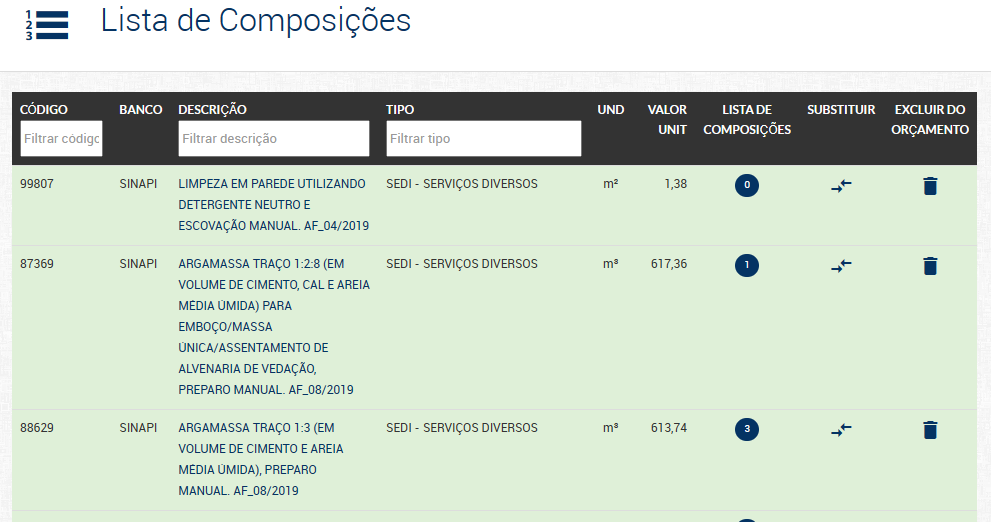 1
2
3
Lista de Composições
CÓDIGO BANCO DESCRIÇÃO TIPO UND VALOR UNIT LISTA DE COMPOSIÇÕES SUBSTITUIR EXCLUIR DO ORÇAMENTO
Filtrar códigc Filtrar descrição Filtrar tipo
99807 SINAPI LIMPEZA EM PAREDE UTILIZANDO SEDI - SERVIÇOS DIVERSOS m² 1,38 0
DETERGENTE NEUTRO E
ESCOVAÇÃO MANUAL. AF_04/2019
87369 SINAPI ARGAMASSA TRAÇO 1:2:8 (EM SEDI - SERVIÇOS DIVERSOS m³ 617,36 1
VOLUME DE CIMENTO, CAL E AREIA
MÉDIA ÚMIDA) PARA
EMBOÇO/MASSA
ÚNICA/ASSENTAMENTO DE
ALVENARIA DE VEDAÇÃO,
PREPARO MANUAL. AF_08/2019
88629 SINAPI ARGAMASSA TRAÇO 1:3 (EM SEDI - SERVIÇOS DIVERSOS m³ 613,74 3
VOLUME DE CIMENTO E AREIA
MÉDIA ÚMIDA), PREPARO
MANUAL. AF_08/2019